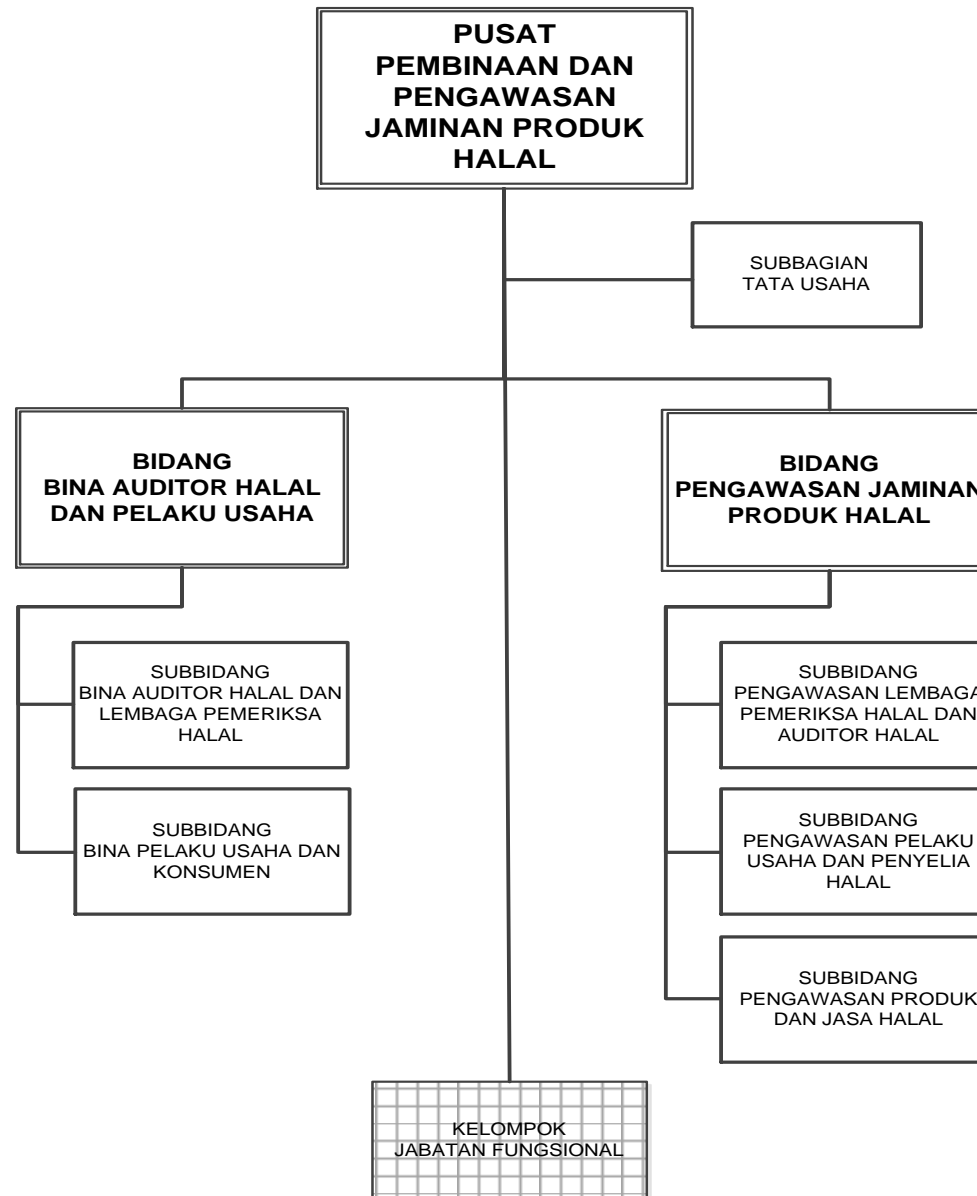 PUSAT
PEMBINAAN DAN
PENGAWASAN
JAMINAN PRODUK
HALAL
SUBBAGIAN
TATA USAHA
BIDANG
BINA AUDITOR HALAL
DAN PELAKU USAHA
BIDANG
PENGAWASAN JAMINAN
PRODUK HALAL
SUBBIDANG
BINA AUDITOR HALAL DAN
LEMBAGA PEMERIKSA
HALAL
SUBBIDANG
BINA PELAKU USAHA DAN
KONSUMEN
SUBBIDANG
PENGAWASAN LEMBAGA
PEMERIKSA HALAL DAN
AUDITOR HALAL
SUBBIDANG
PENGAWASAN PELAKU
USAHA DAN PENYELIA
HALAL
SUBBIDANG
PENGAWASAN PRODUK
DAN JASA HALAL
KELOMPOK
JABATAN FUNGSIONAL